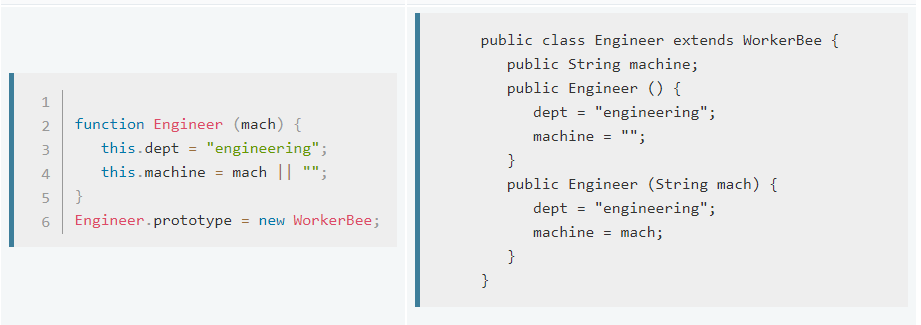 1
2 function Engineer (mach) {
3    this.dept = "engineering";
4    this.machine = mach || "";
5 }
6 Engineer.prototype = new WorkerBee;
public class Engineer extends WorkerBee {
   public String machine;
   public Engineer () {
      dept = "engineering";
      machine = "";
   }
   public Engineer (String mach) {
      dept = "engineering";
      machine = mach;
   }
}